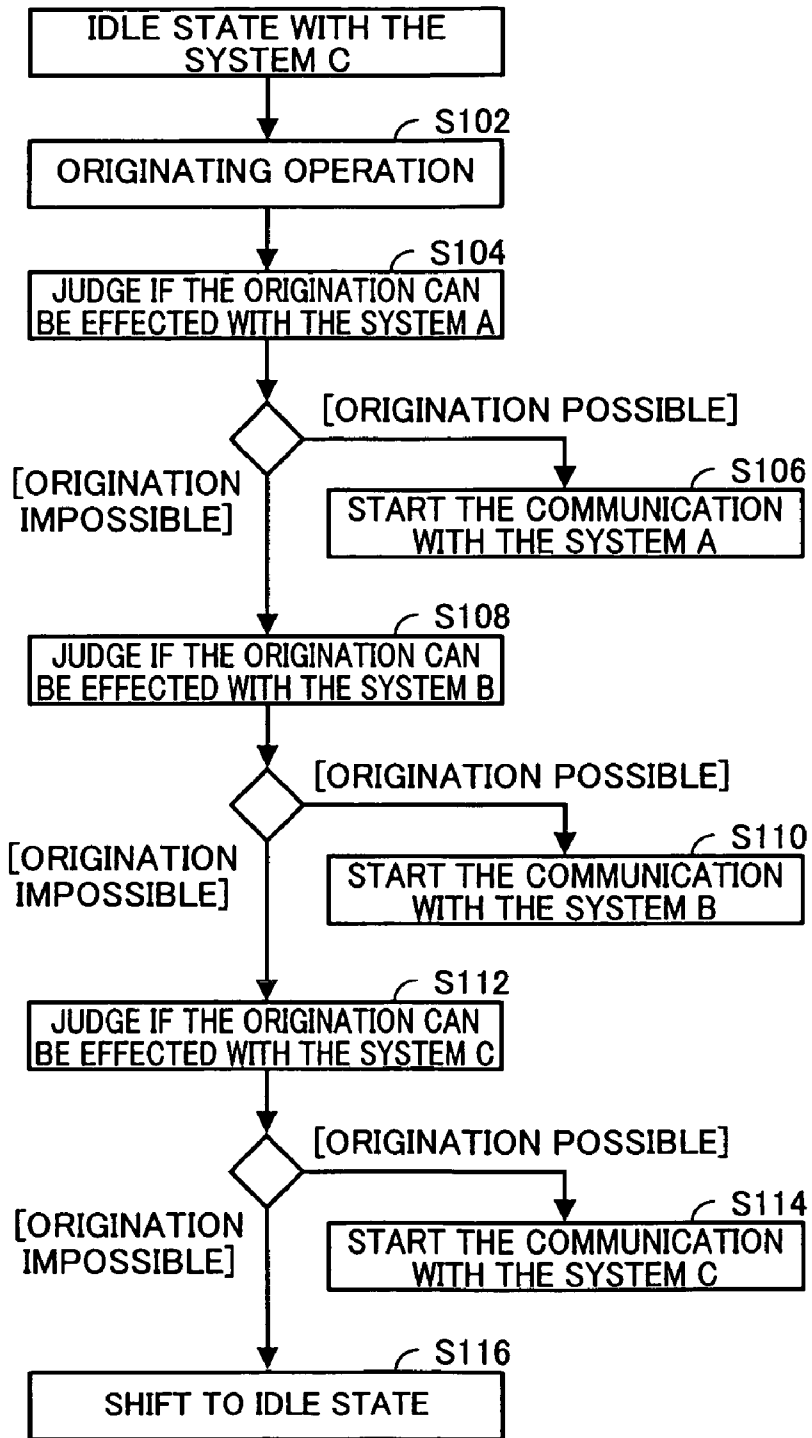 IDLE STATE WITH THE
SYSTEM C
S102
ORIGINATING OPERATION
S104
JUDGE IF THE ORIGINATION CAN
BE EFFECTED WITH THE SYSTEM A
[ORIGINATION POSSIBLE]
[ORIGINATION
IMPOSSIBLE]
S106
START THE COMMUNICATION
WITH THE SYSTEM A
S108
JUDGE IF THE ORIGINATION CAN
BE EFFECTED WITH THE SYSTEM B
[ORIGINATION POSSIBLE]
[ORIGINATION
IMPOSSIBLE]
S110
START THE COMMUNICATION
WITH THE SYSTEM B
S112
JUDGE IF THE ORIGINATION CAN
BE EFFECTED WITH THE SYSTEM C
[ORIGINATION POSSIBLE]
[ORIGINATION
IMPOSSIBLE]
S114
START THE COMMUNICATION
WITH THE SYSTEM C
S116
SHIFT TO IDLE STATE